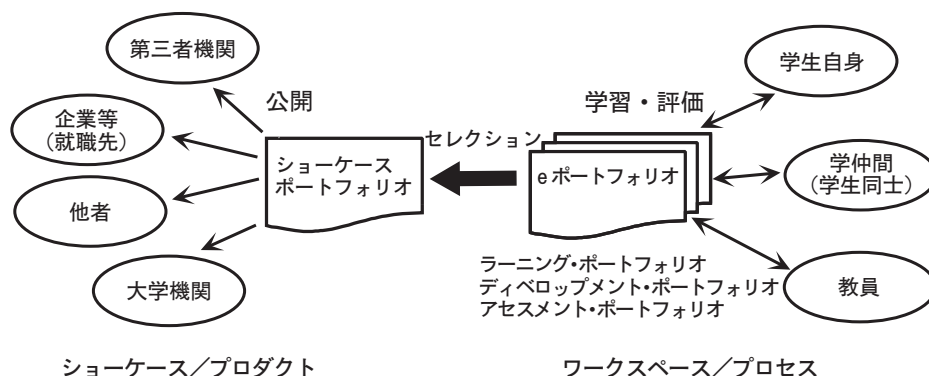 第三者機関
公開
企業等
(就職先)
他者
大学機関
ショーケース
ポートフォリオ
セレクション
学習・評価
eポートフォリオ
学生自身
学仲間
(学生同士)
教員
ラーニング・ポートフォリオ
ディベロップメント・ポートフォリオ
アセスメント・ポートフォリオ
ショーケース／プロダクト
ワークスペース／プロセス